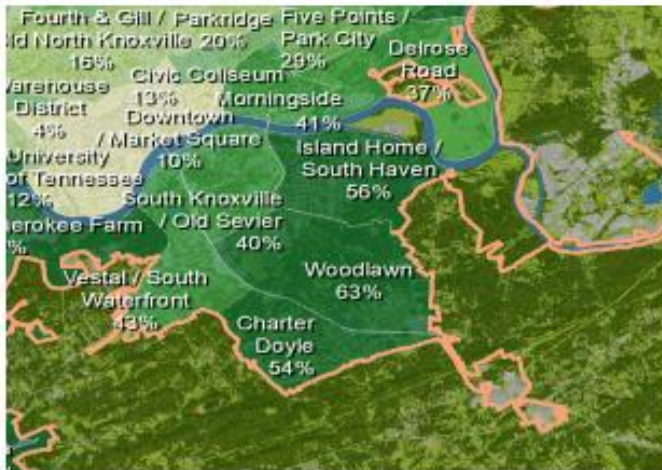 Fourth & Gill /
Old North Knoxville
16%
Parkridge
20%
Five Points /
Park City
29%
Delrose
Road
37%
Warehouse
District
4%
Civic Coliseum
13%
Morningside
41%
Downtown
/ Market Square
10%
Island Home /
South Haven
56%
University
of Tennessee
12%
South Knoxville
/ Old Sevier
40%
Cherokee Farm
%
Vestal / South
Waterfront
43%
Woodlawn
63%
Charter
Doyle
54%